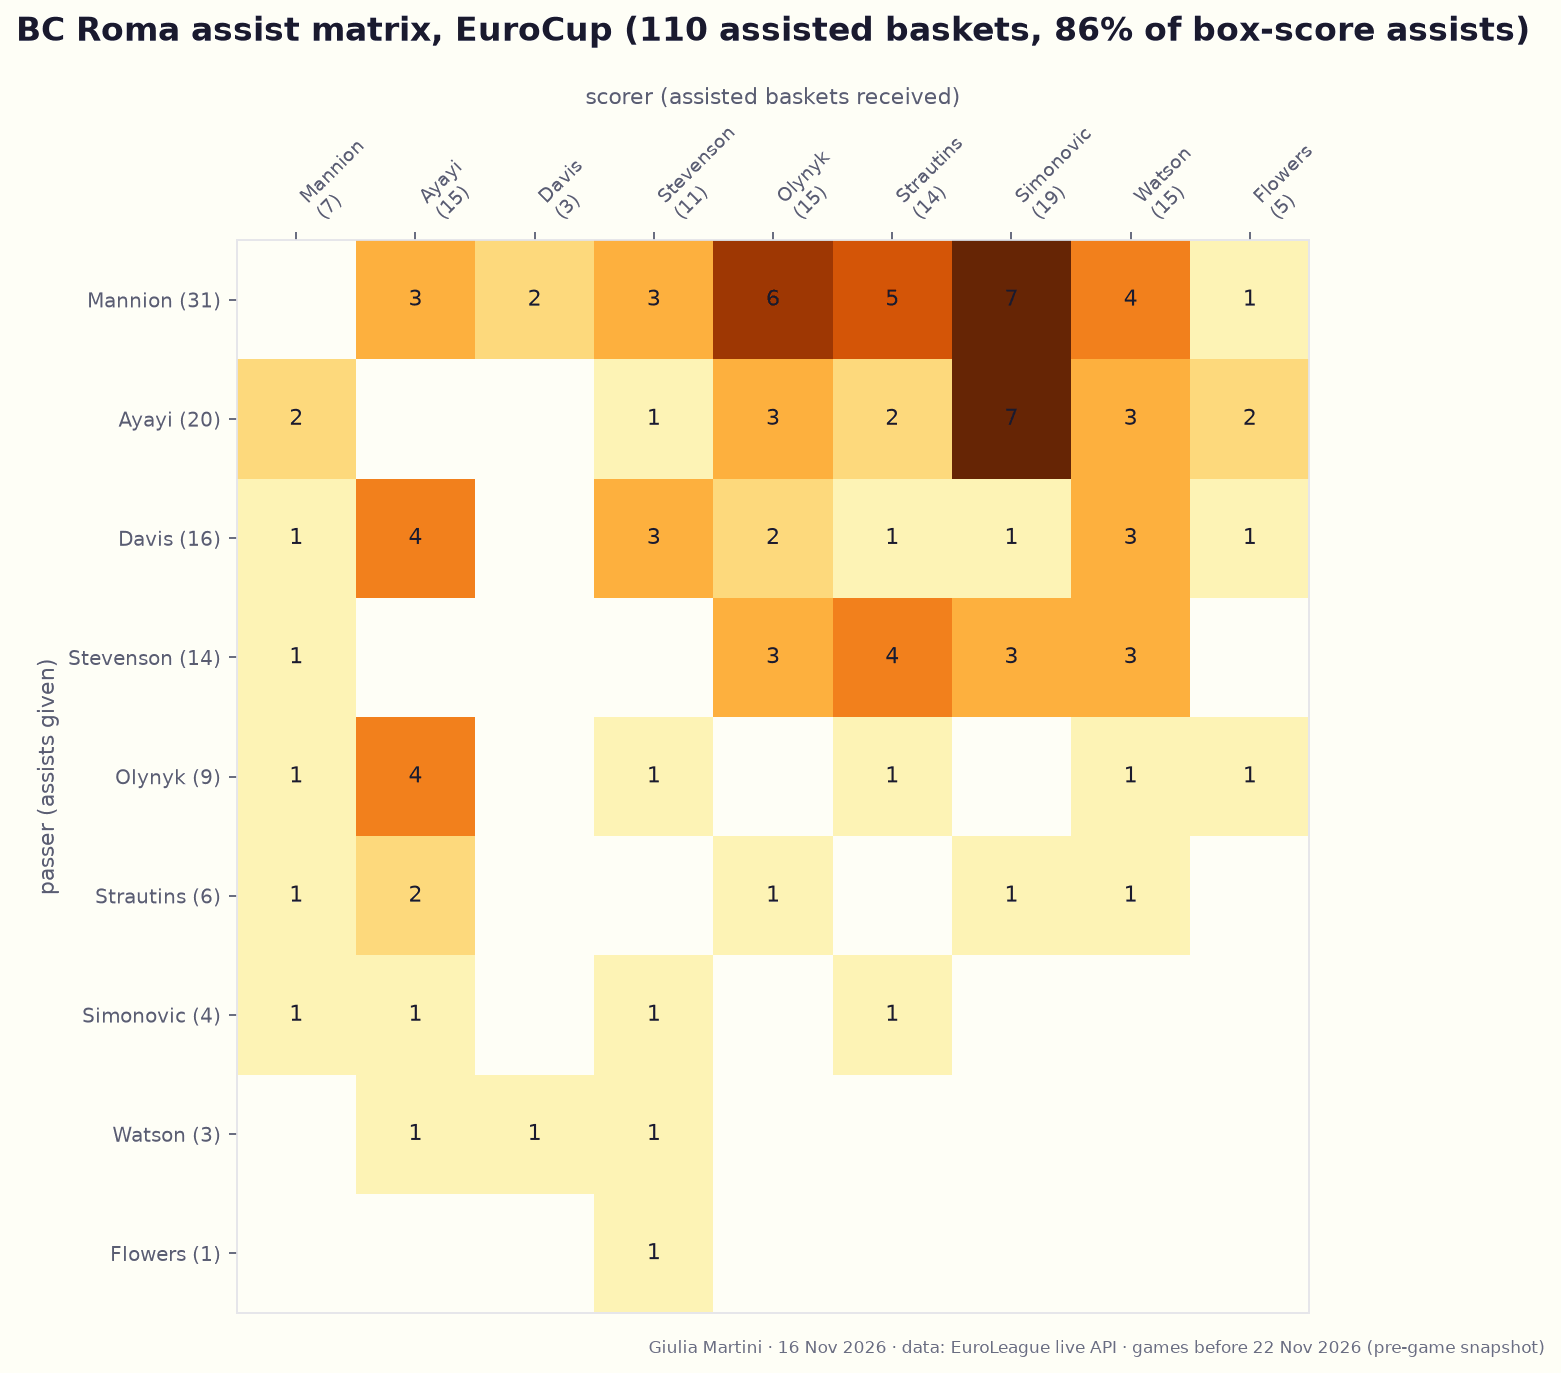 BC Roma assist matrix, EuroCup (110 assisted baskets, 86% of box-score assists)
scorer (assisted baskets received)
Mannion
(7)
Ayayi
(15)
Davis
(3)
Stevenson
(11)
Olynyk
(15)
Strautins
(14)
Simonovic
(19)
Watson
(15)
Flowers
(5)
passer (assists given)
Mannion (31) 3 2 3 6 5 7 4 1
Ayayi (20) 2 1 3 2 7 3 2
Davis (16) 1 4 3 2 1 1 3 1
Stevenson (14) 1 3 4 3 3
Olynyk (9) 1 4 1 1 1 1
Strautins (6) 1 2 1 1 1
Simonovic (4) 1 1 1 1
Watson (3) 1 1 1
Flowers (1) 1
Giulia Martini · 16 Nov 2026 · data: EuroLeague live API · games before 22 Nov 2026 (pre-game snapshot)